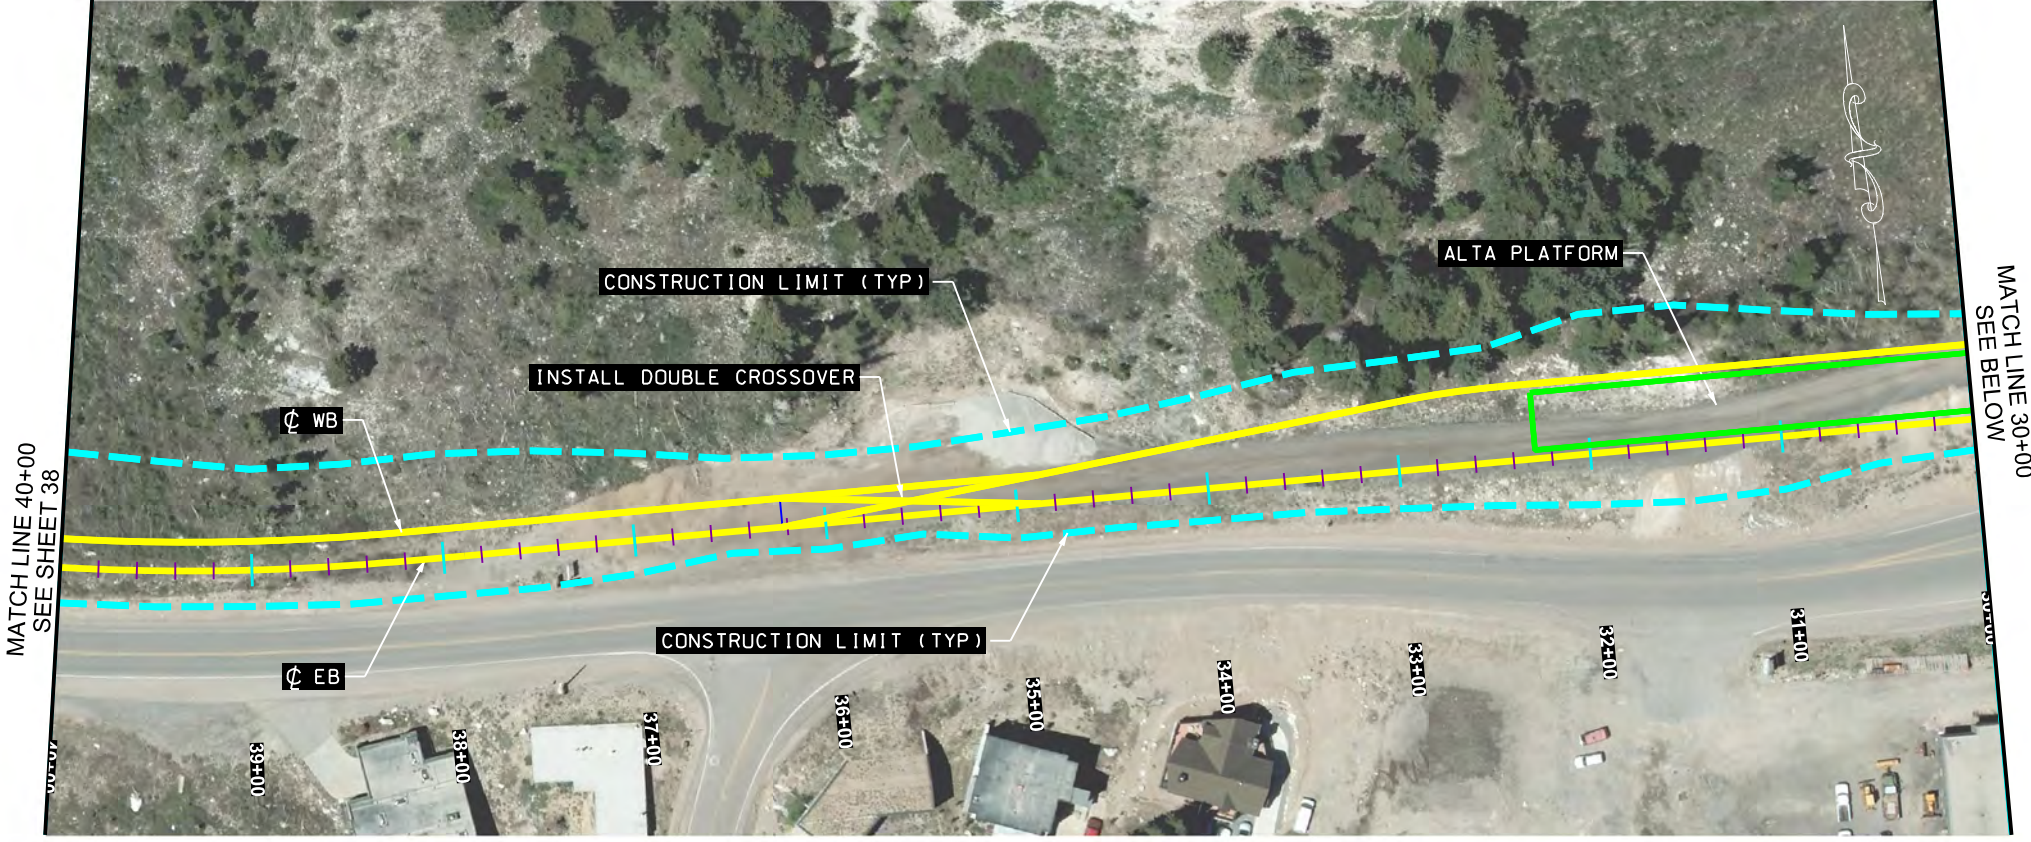 ALTA PLATFORM
CONSTRUCTION LIMIT (TYP)
INSTALL DOUBLE CROSSOVER
℄ WB
MATCH LINE 40+00
SEE SHEET 38
MATCH LINE 30+00
SEE BELOW
CONSTRUCTION LIMIT (TYP)
℄ EB
39+00
38+00
37+00
36+00
35+00
34+00
33+00
32+00
31+00